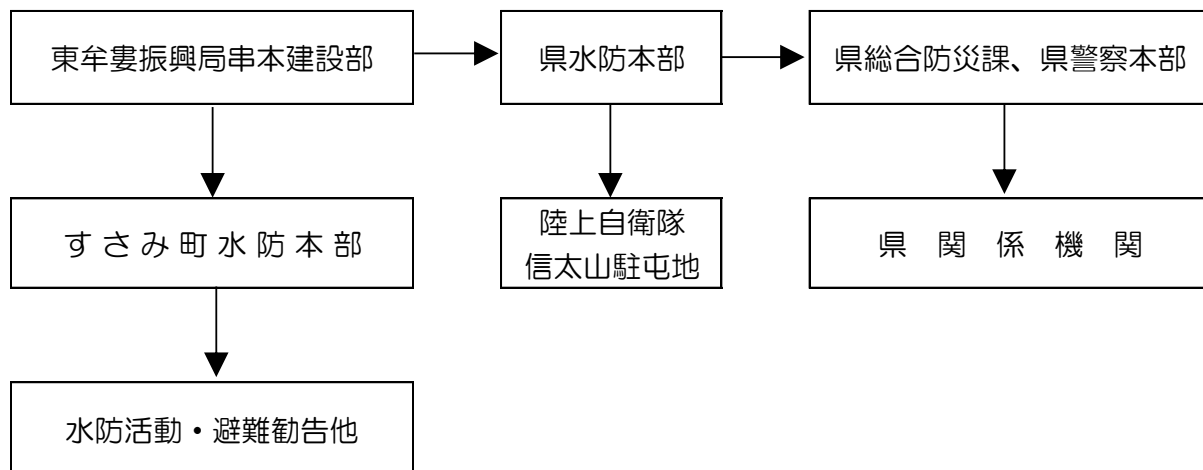 東牟婁振興局串本建設部
県水防本部
県総合防災課、県警察本部
すさみ町水防本部
陸上自衛隊
信太山駐屯地
県関係機関
水防活動・避難勧告他